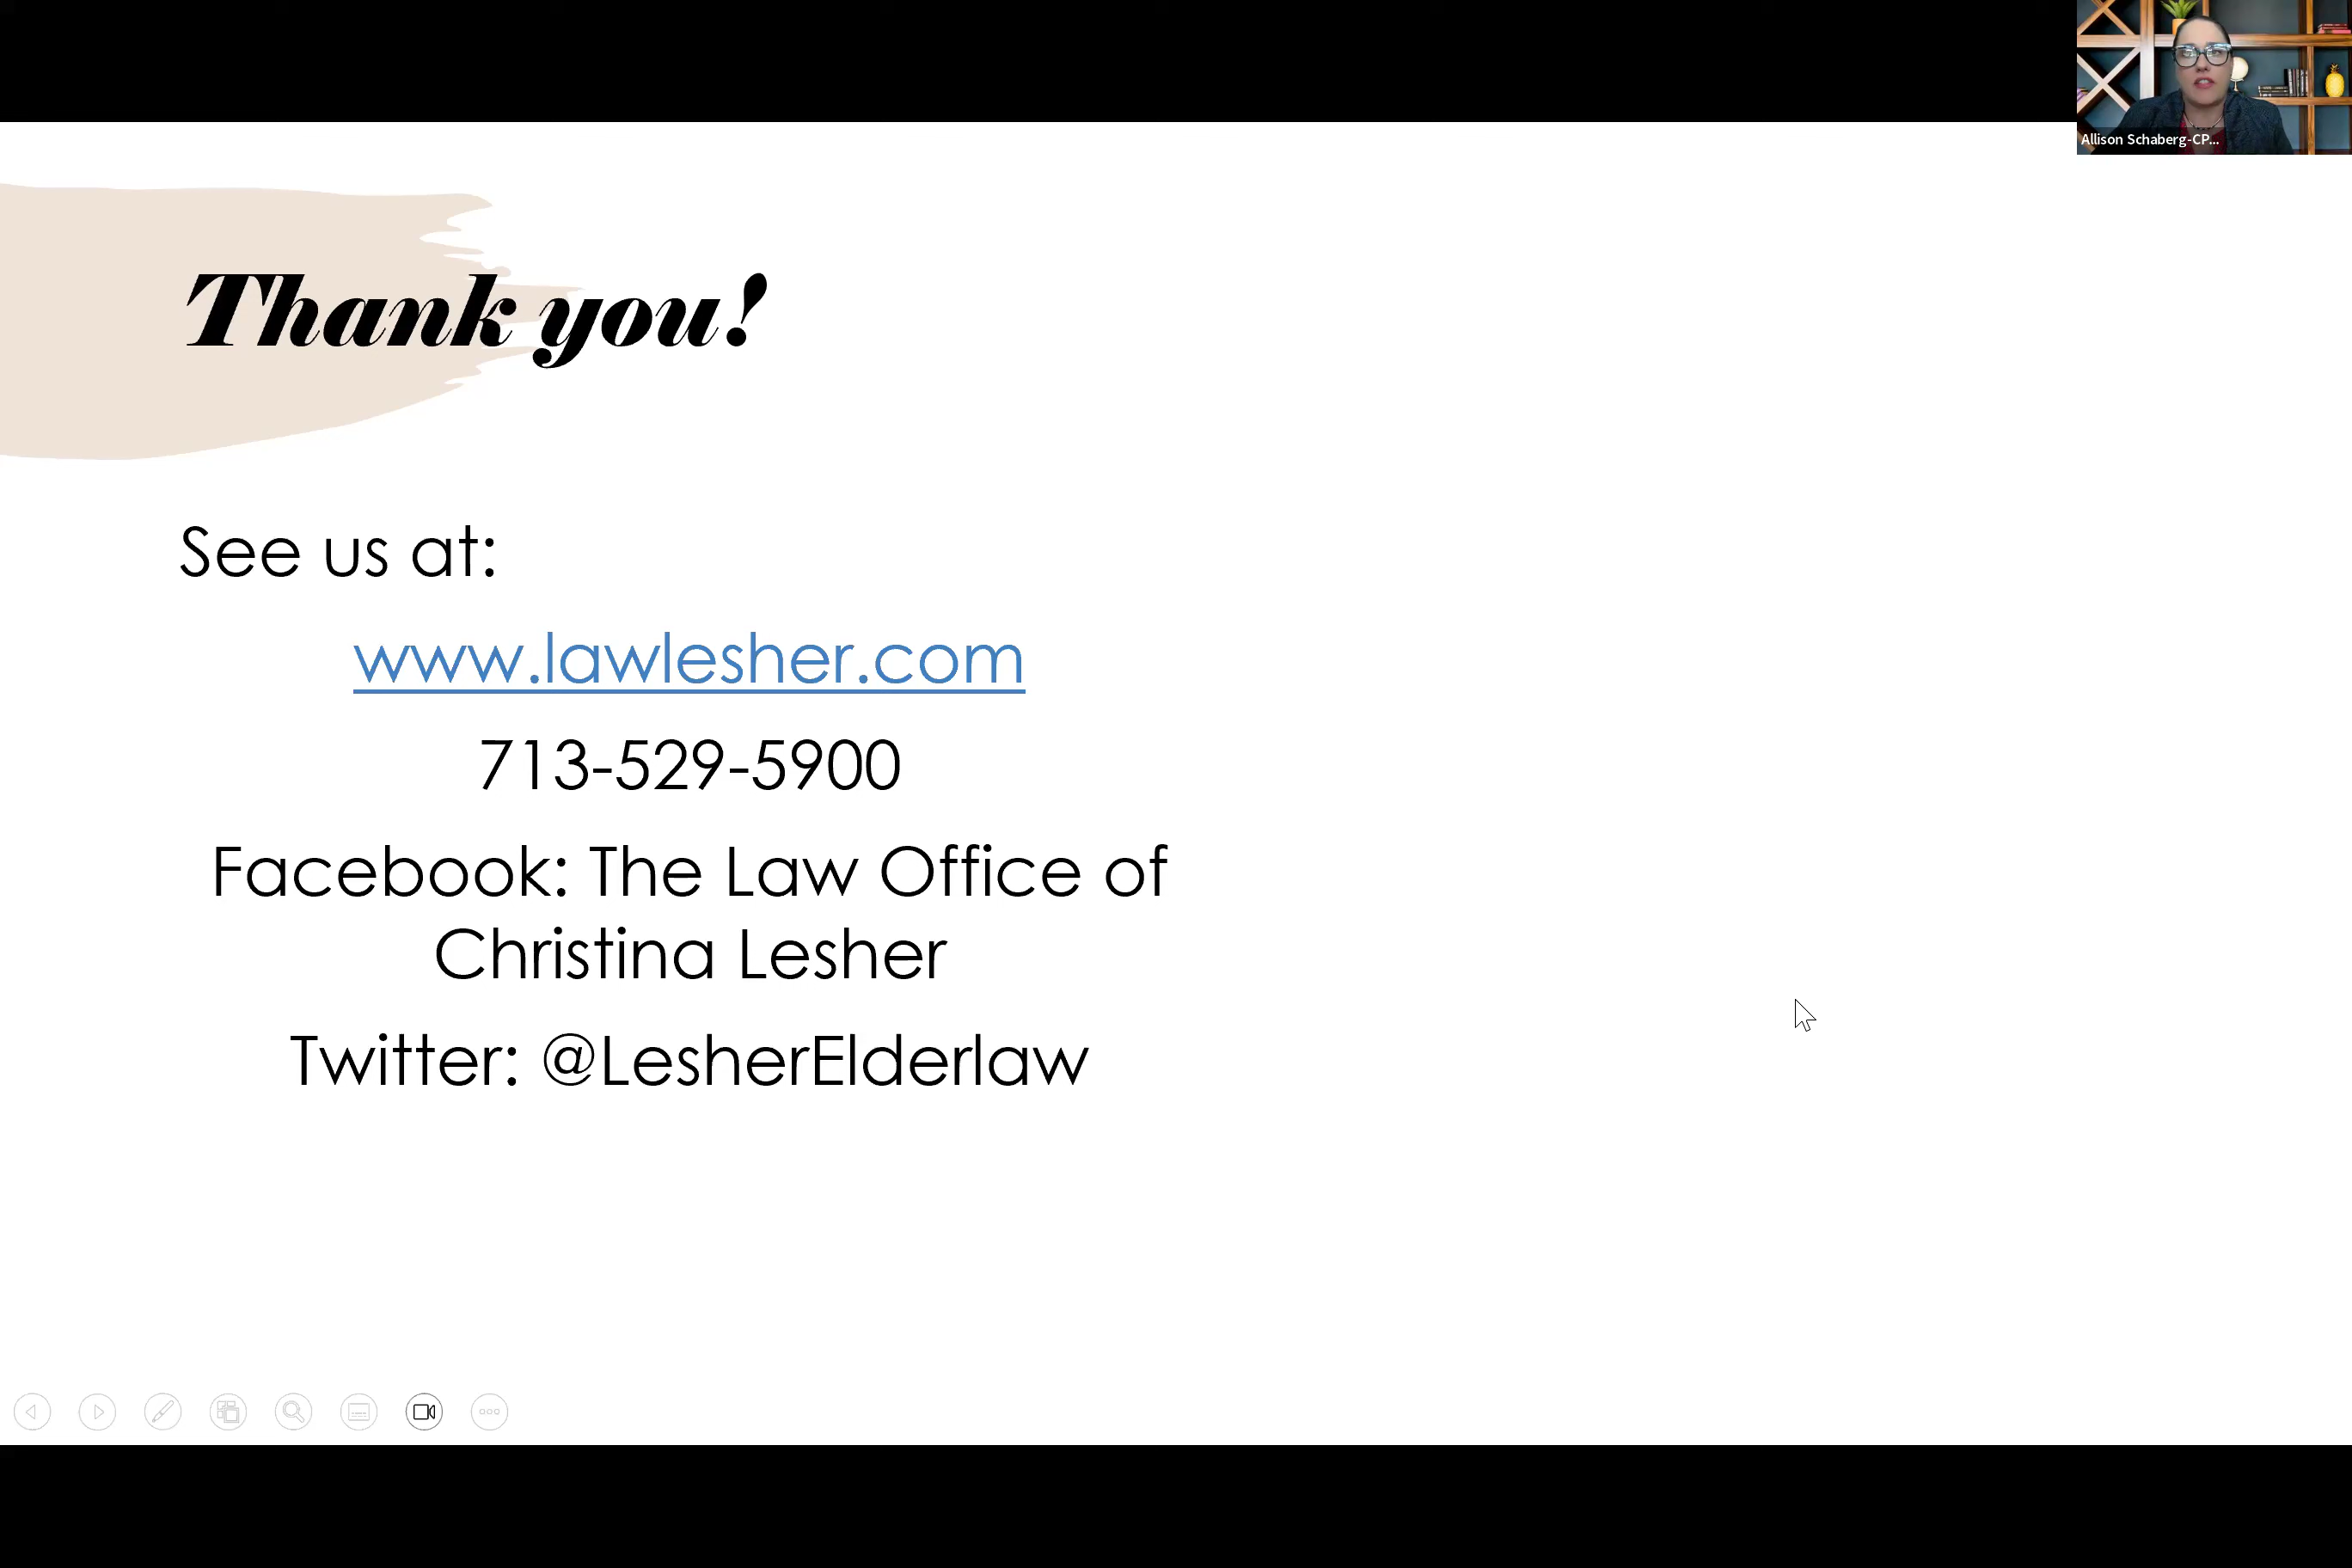 Allison Schaberg-CP...
Thank you!
See us at:
www.lawlesher.com
713-529-5900
Facebook: The Law Office of
Christina Lesher
Twitter: @LesherElderlaw